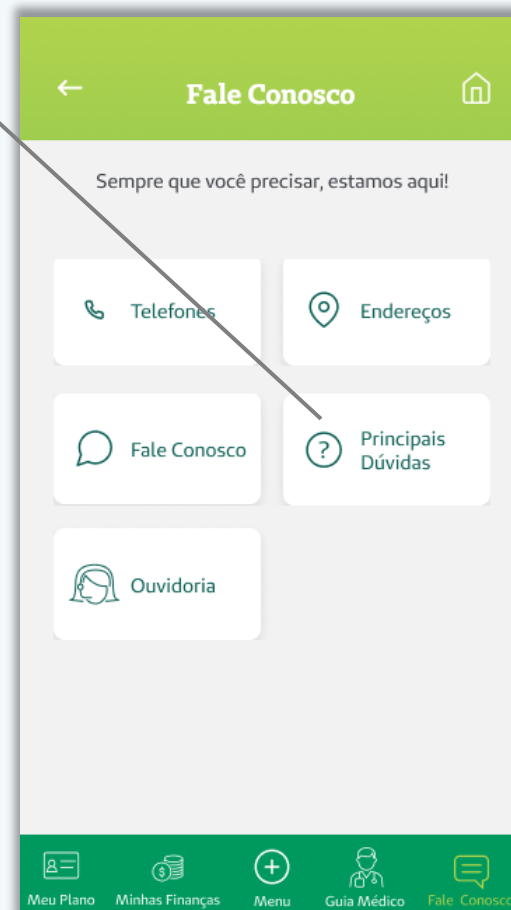 Fale Conosco
Sempre que você precisar, estamos aqui!
Telefones
Endereços
Fale Conosco
Principais
Dúvidas
Ouvidoria
Meu Plano
Minhas Finanças
Menu
Guia Médico
Fale Conosco